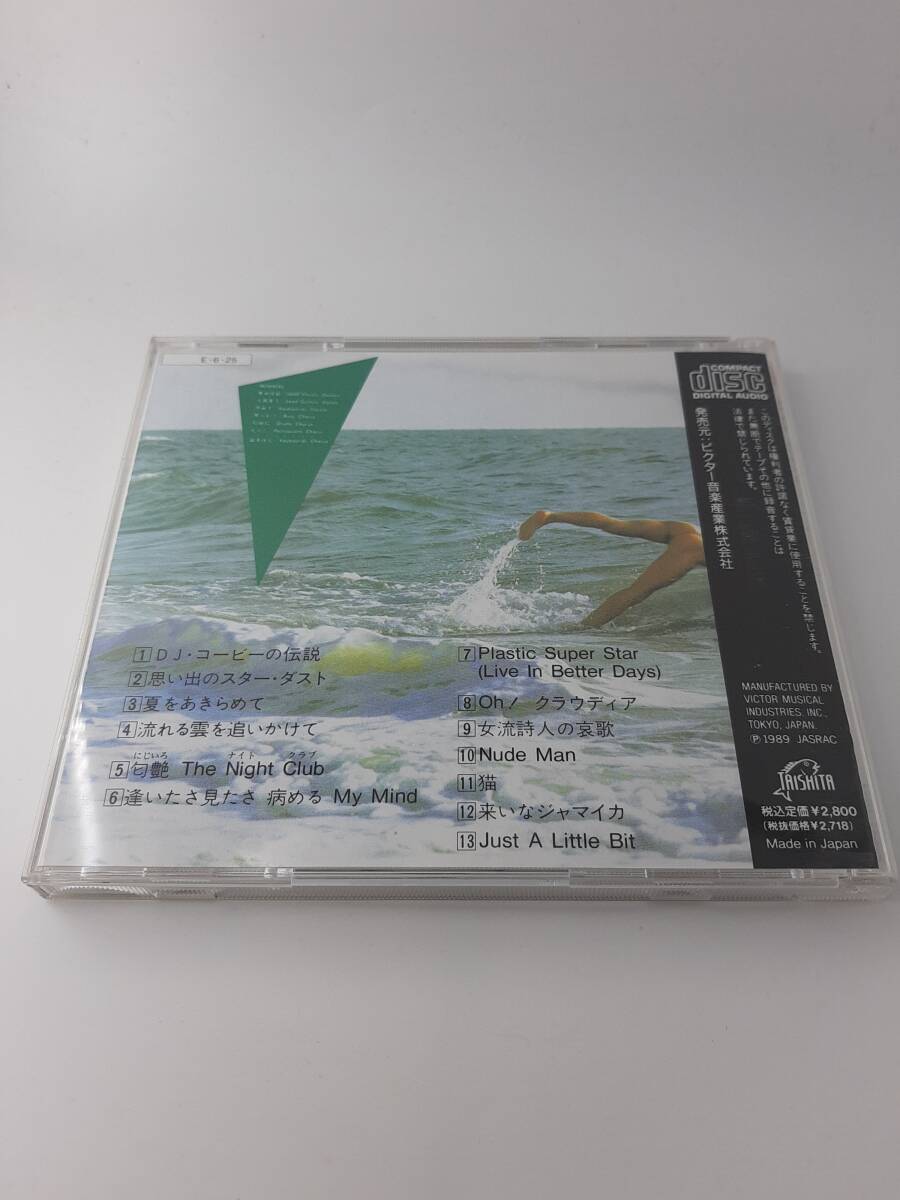 E-6-25
1 DJ・コービーの伝説
2 思い出のスター・ダスト
3 夏をあきらめて
4 流れる雲を追いかけて
にじいろ ナイト クラブ
5 匂艶 The Night Club
6 逢いたさ見たさ 病める My Mind
7 Plastic Super Star
(Live In Better Days)
8 Oh! クラウディア
9 女流詩人の哀歌
10 Nude Man
11 猫
12 来いなジャマイカ
13 Just A Little Bit
COMPACT
disc
DIGITAL AUDIO
このディスクは権利者の許諾なく賃貸業に使用することを禁じます。
また無断でテープその他に録音することは
法律で禁じられています。
発売元:ビクター音楽産業株式会社
MANUFACTURED BY
VICTOR MUSICAL
INDUSTRIES, INC.,
TOKYO, JAPAN.
Ⓟ 1989 JASRAC
TAISHITA
税込定価¥2,800
(税抜価格¥2,718)
Made in Japan